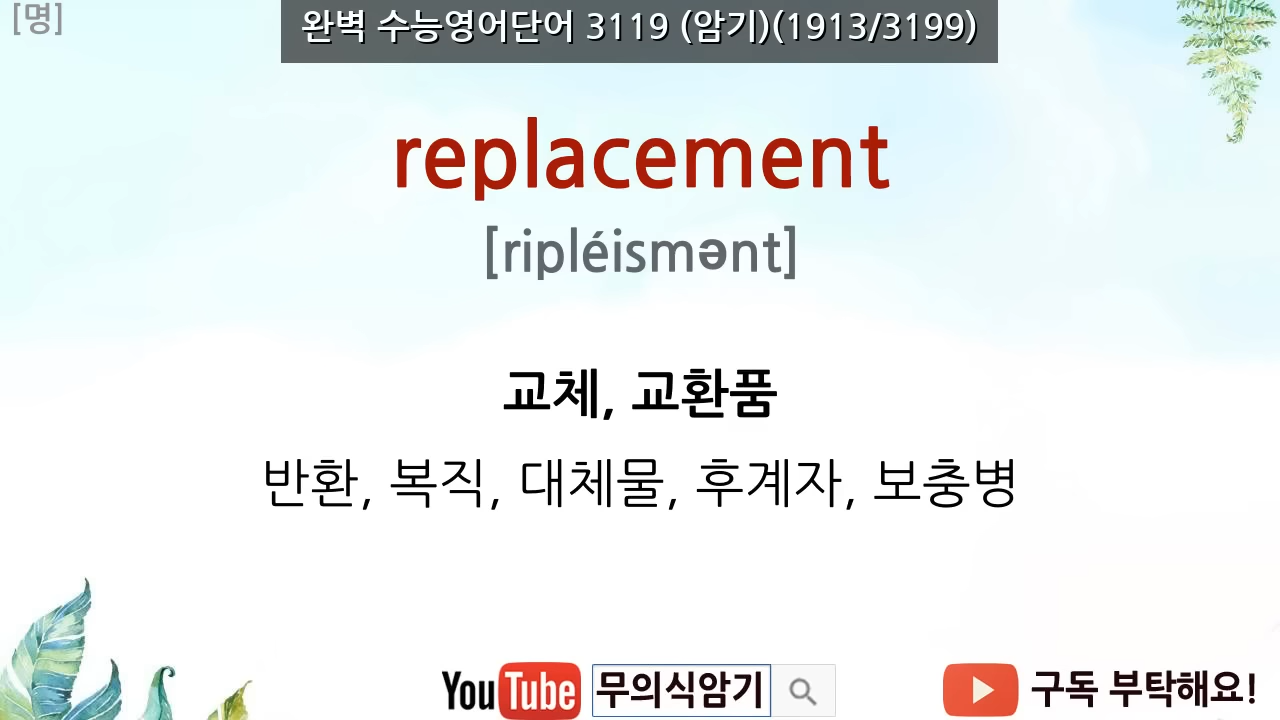 [명]
완벽 수능영어단어 3119 (암기)(1913/3199)
replacement
[ripléismənt]
교체, 교환품
반환, 복직, 대체물, 후계자, 보충병
YouTube 무의식암기
구독 부탁해요!